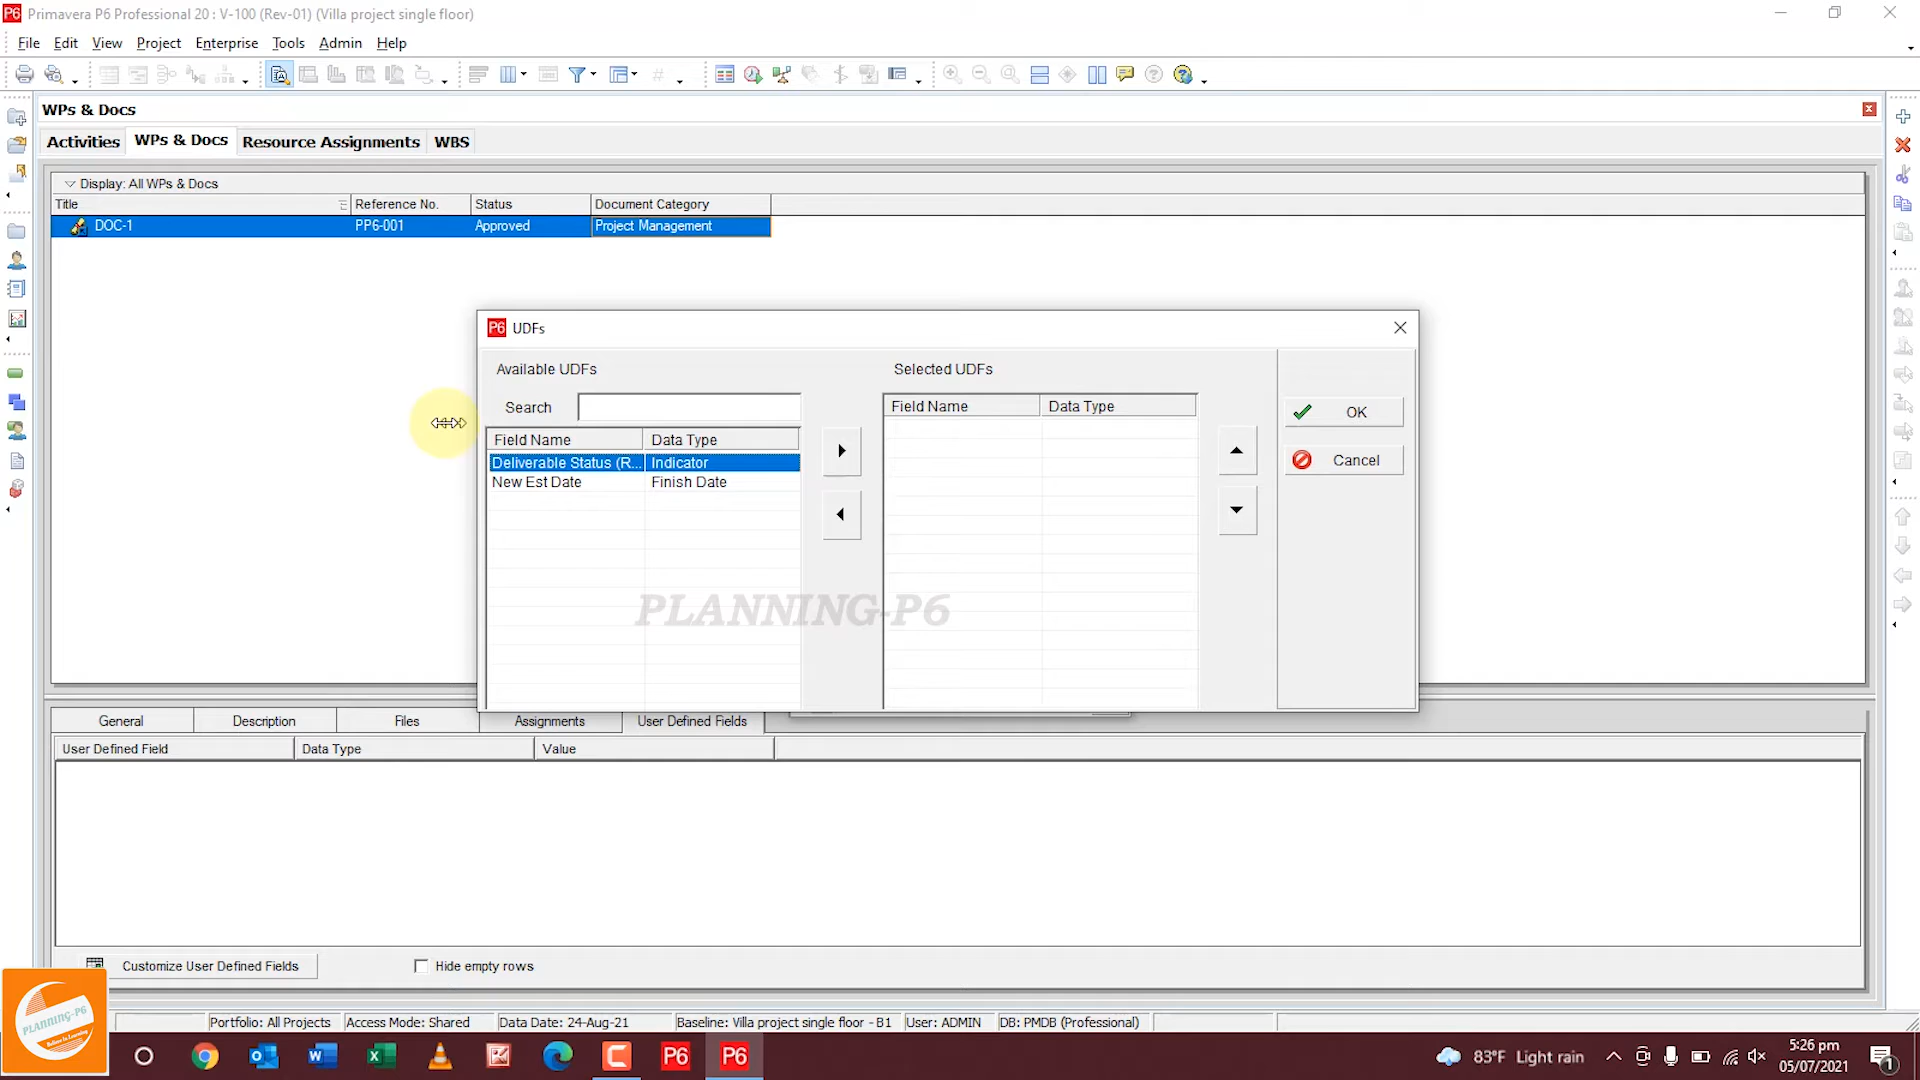 Primavera P6 Professional 20 : V-100 (Rev-01) (Villa project single floor)
File Edit View Project Enterprise Tools Admin Help
WPs & Docs
Activities WPs & Docs Resource Assignments WBS
Display: All WPs & Docs
Title Reference No. Status Document Category
DOC-1 PP6-001 Approved Project Management
P6 UDFs
Available UDFs Selected UDFs
Search
Field Name Data Type
Field Name Data Type
Deliverable Status (R... Indicator
New Est Date Finish Date
OK
Cancel
PLANNING-P6
General Description Files Assignments User Defined Fields
User Defined Field Data Type Value
Customize User Defined Fields Hide empty rows
PLANNING-P6
Portfolio: All Projects Access Mode: Shared Data Date: 24-Aug-21 Baseline: Villa project single floor - B1 User: ADMIN DB: PMDB (Professional)
P6 P6
83°F Light rain
5:26 pm
05/07/2021
1